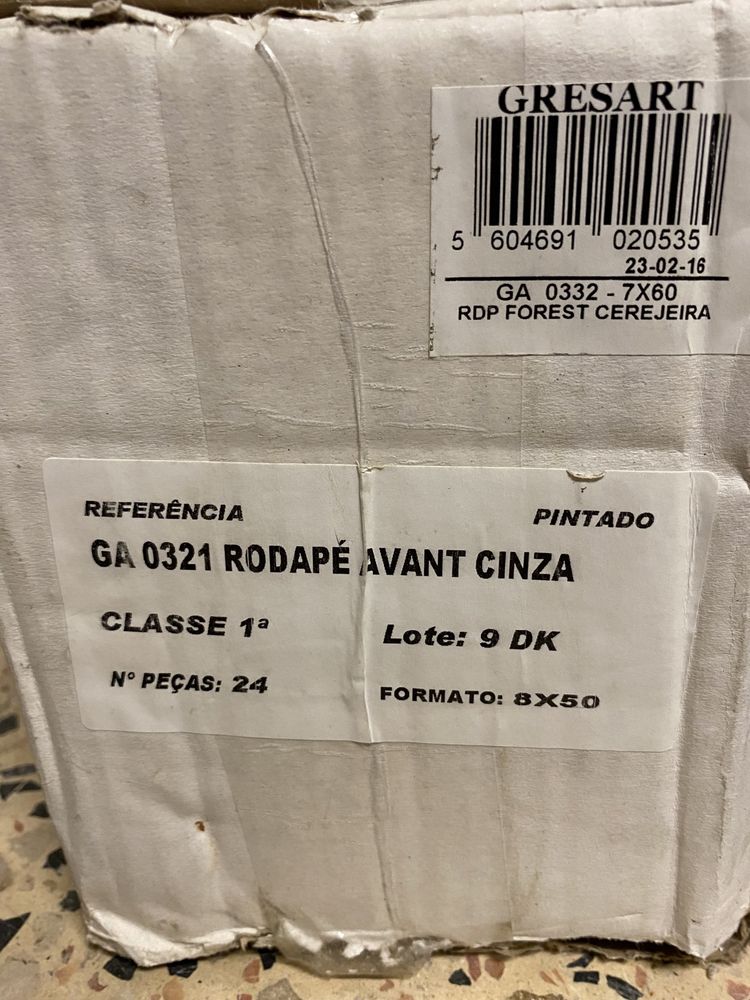 GRESART
5 604691 020535
23-02-16
GA 0332 - 7X60
RDP FOREST CEREJEIRA
REFERÊNCIA PINTADO
GA 0321 RODAPÉ AVANT CINZA
CLASSE 1ª Lote: 9 DK
Nº PEÇAS: 24 FORMATO: 8X50